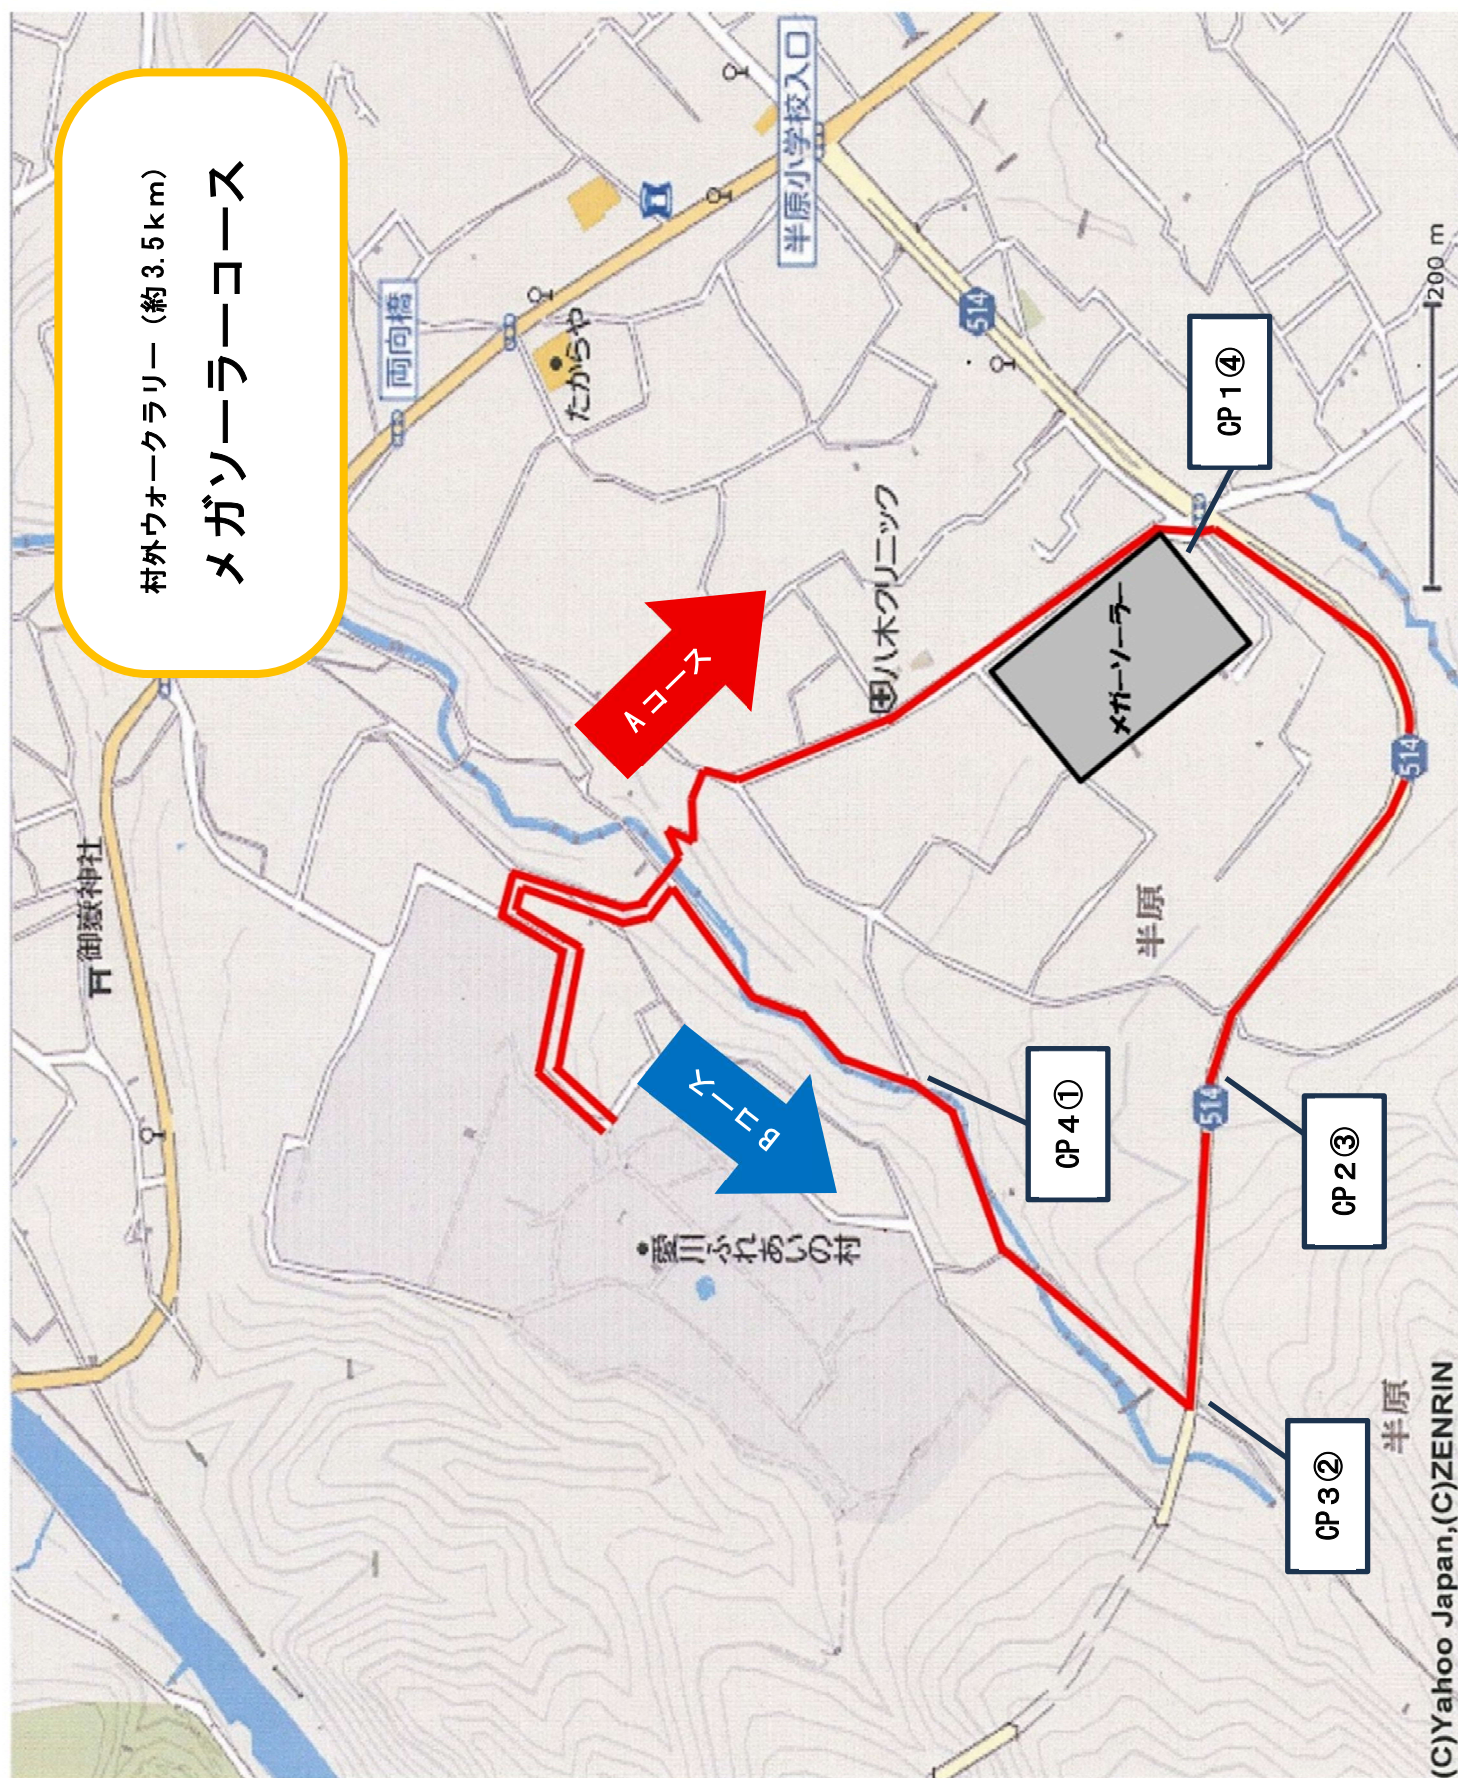 村外ウォークラリー（約3.5km）
メガソーラーコース
両向橋
半原小学校入口
たからや
514
御嶽神社
八木クリニック
Aコース
メガーソーラー
CP1④
200 m
514
半原
Bコース
愛川ふれあいの村
CP4①
514
CP2③
CP3②
半原
(C)Yahoo Japan,(C)ZENRIN